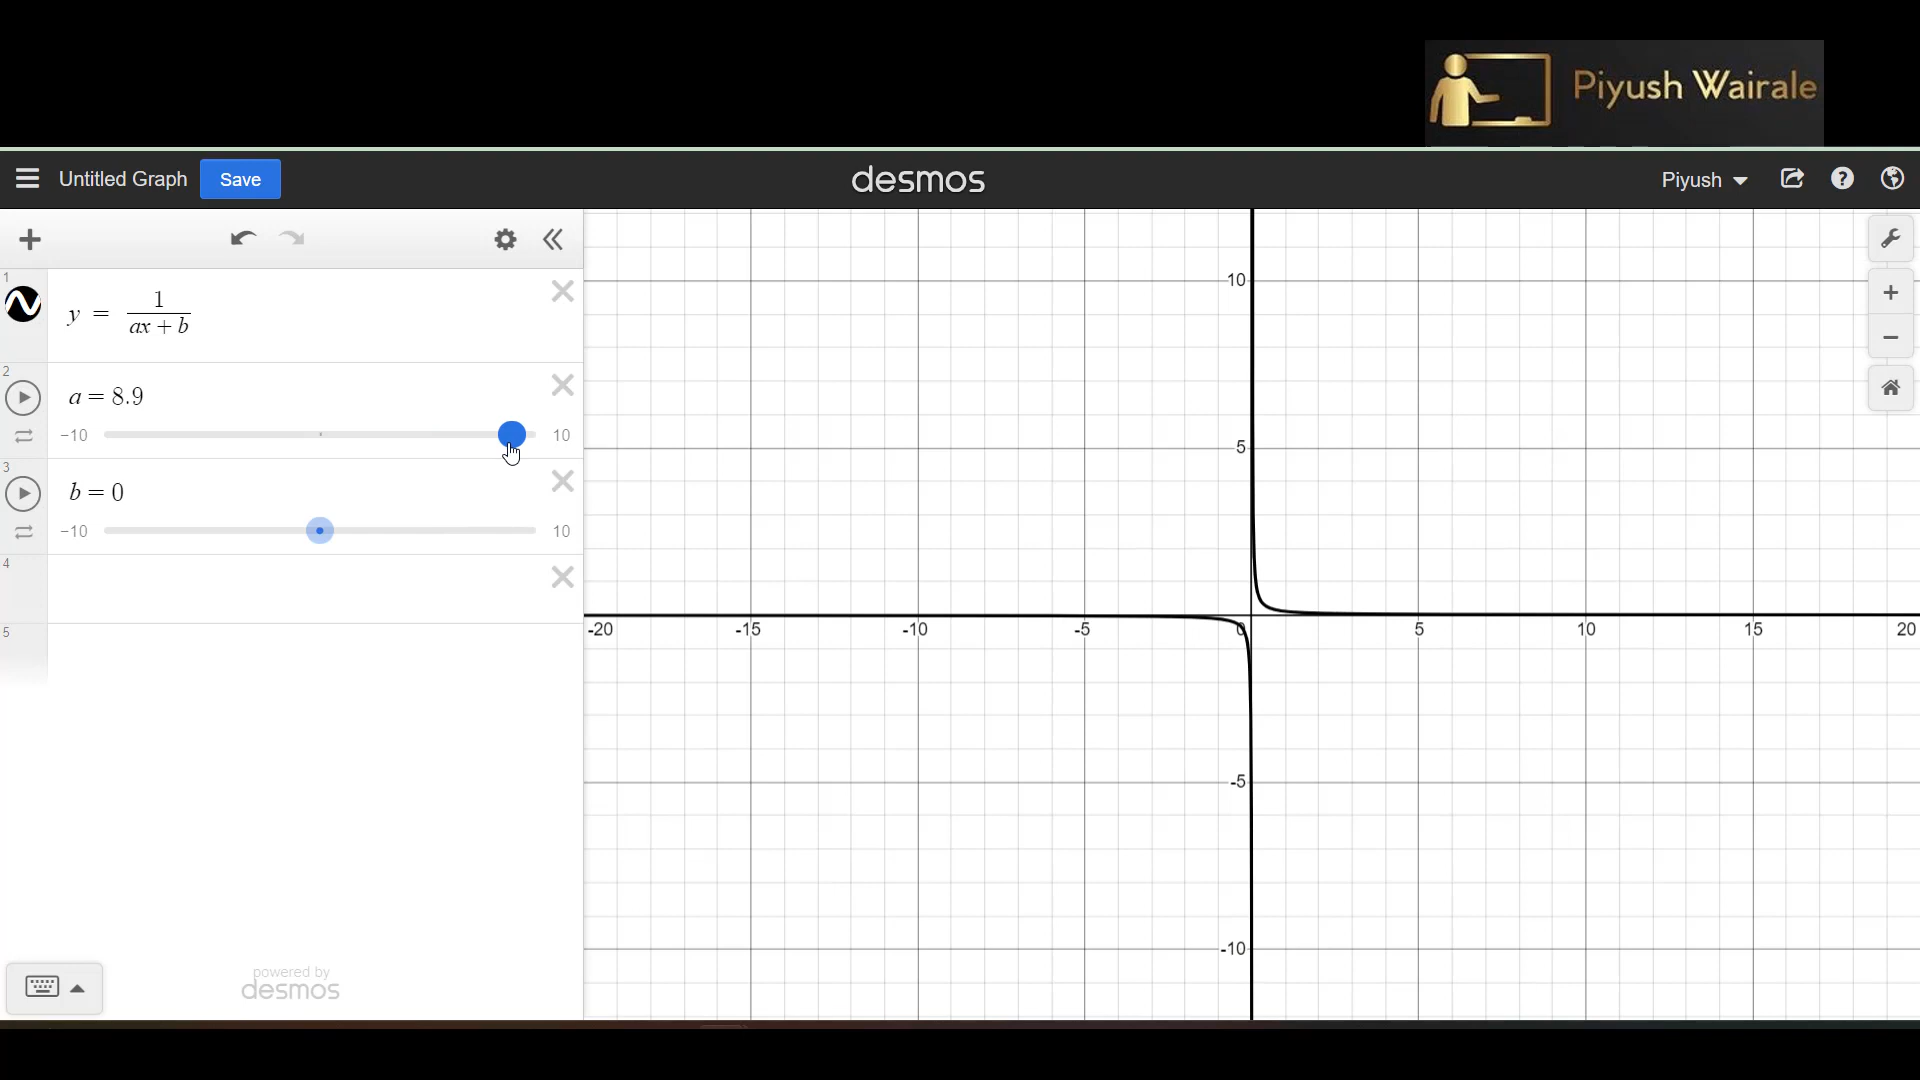 Piyush Wairale
Untitled Graph Save desmos Piyush
1
y = \frac{1}{ax + b}
2
a = 8.9
-10 10
3
b = 0
-10 10
4
5
powered by
desmos
10
5
-20 -15 -10 -5 0 5 10 15 20
-5
-10